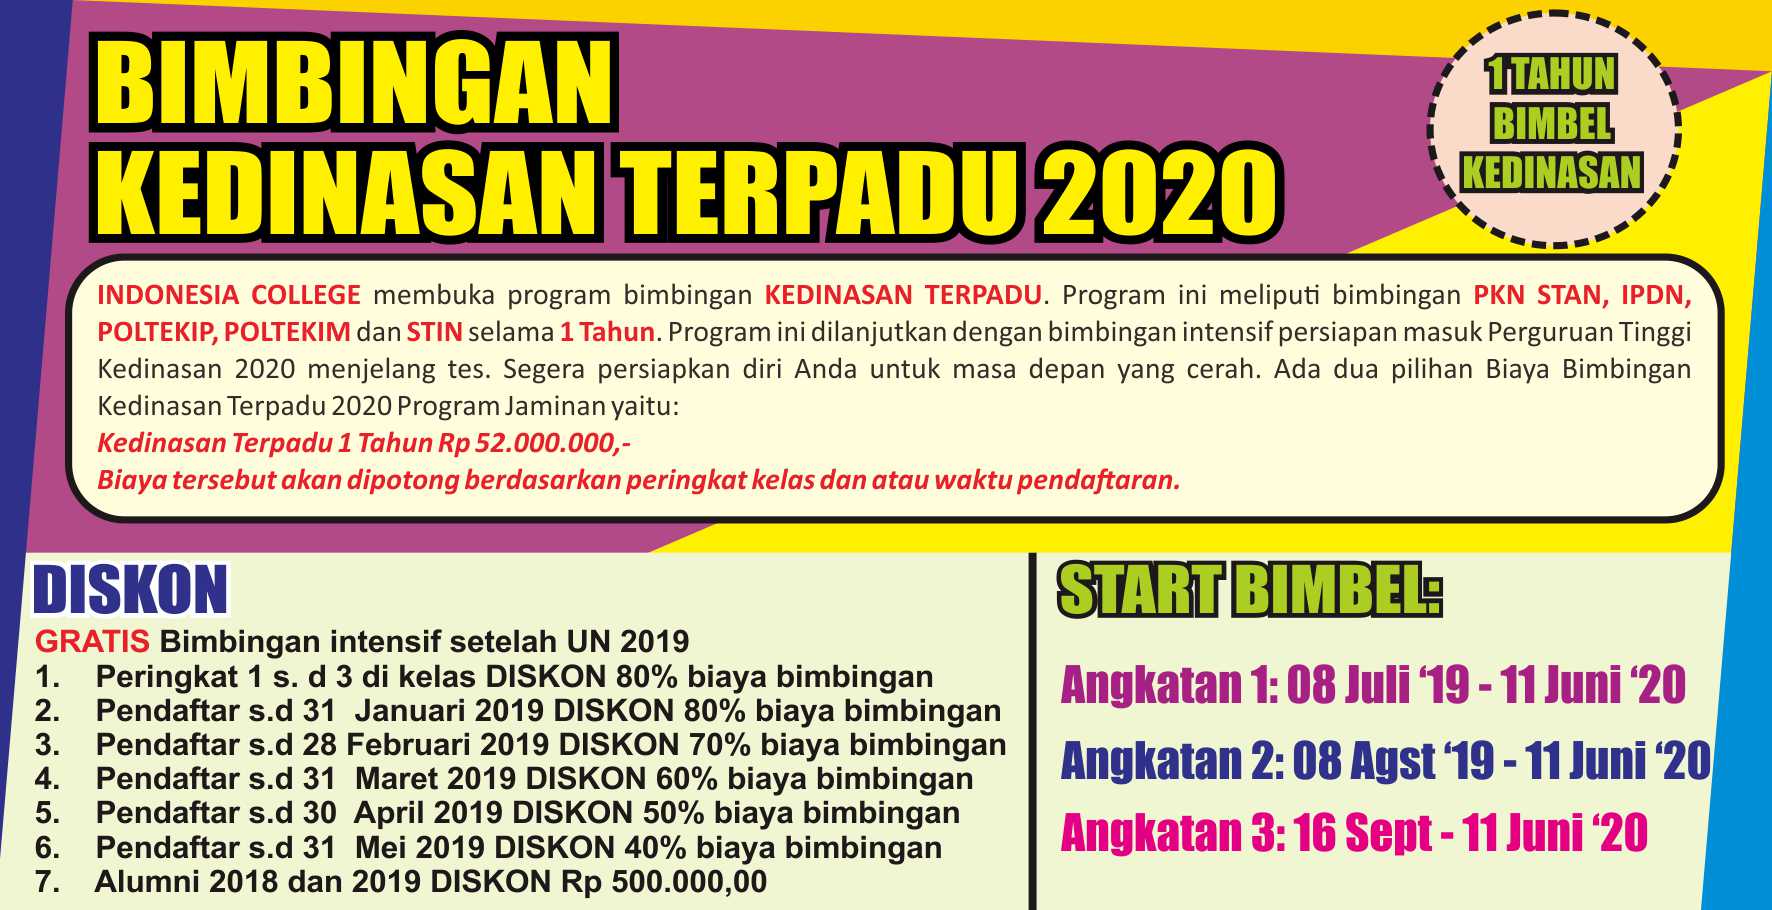 BIMBINGAN
KEDINASAN TERPADU 2020
1 TAHUN
BIMBEL
KEDINASAN
INDONESIA COLLEGE membuka program bimbingan KEDINASAN TERPADU. Program ini meliputi bimbingan PKN STAN, IPDN,
POLTEKIP, POLTEKIM dan STIN selama 1 Tahun. Program ini dilanjutkan dengan bimbingan intensif persiapan masuk Perguruan Tinggi
Kedinasan 2020 menjelang tes. Segera persiapkan diri Anda untuk masa depan yang cerah. Ada dua pilihan Biaya Bimbingan
Kedinasan Terpadu 2020 Program Jaminan yaitu:
Kedinasan Terpadu 1 Tahun Rp 52.000.000,-
Biaya tersebut akan dipotong berdasarkan peringkat kelas dan atau waktu pendaftaran.
DISKON
GRATIS Bimbingan intensif setelah UN 2019
1. Peringkat 1 s. d 3 di kelas DISKON 80% biaya bimbingan
2. Pendaftar s.d 31 Januari 2019 DISKON 80% biaya bimbingan
3. Pendaftar s.d 28 Februari 2019 DISKON 70% biaya bimbingan
4. Pendaftar s.d 31 Maret 2019 DISKON 60% biaya bimbingan
5. Pendaftar s.d 30 April 2019 DISKON 50% biaya bimbingan
6. Pendaftar s.d 31 Mei 2019 DISKON 40% biaya bimbingan
7. Alumni 2018 dan 2019 DISKON Rp 500.000,00
START BIMBEL:
Angkatan 1: 08 Juli ‘19 - 11 Juni ‘20
Angkatan 2: 08 Agst ‘19 - 11 Juni ‘20
Angkatan 3: 16 Sept - 11 Juni ‘20